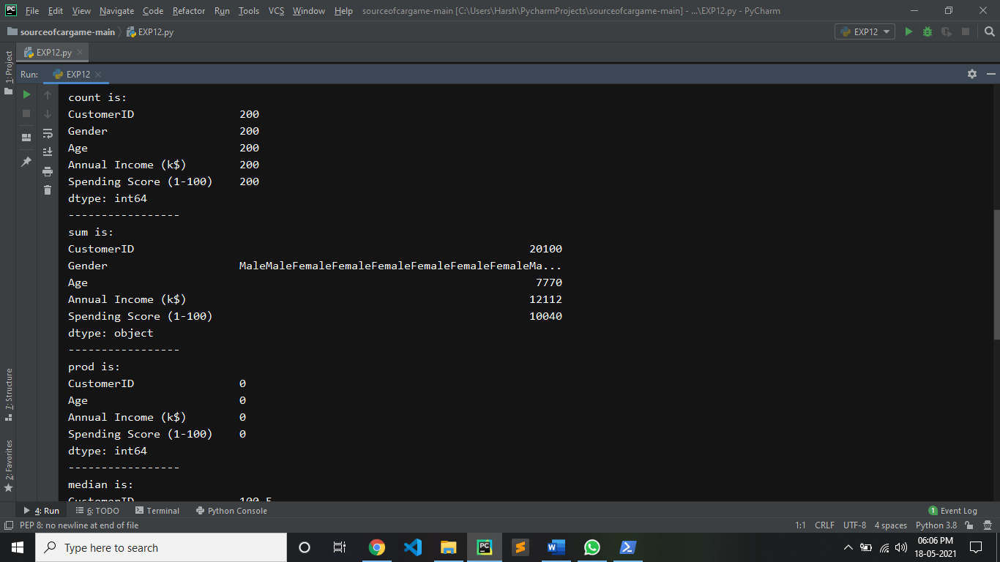 File Edit View Navigate Code Refactor Run Tools VCS Window Help sourceofcargame-main [C:\Users\Harsh\PycharmProjects\sourceofcargame-main] - ...\EXP12.py - PyCharm
sourceofcargame-main EXP12.py EXP12
EXP12.py
1: Project
Run: EXP12
count is:
CustomerID 200
Gender 200
Age 200
Annual Income (k$) 200
Spending Score (1-100) 200
dtype: int64
-----------------
sum is:
CustomerID 20100
Gender MaleMaleFemaleFemaleFemaleFemaleFemaleFemaleMa...
Age 7770
Annual Income (k$) 12112
Spending Score (1-100) 10040
dtype: object
-----------------
prod is:
CustomerID 0
Age 0
Annual Income (k$) 0
Spending Score (1-100) 0
dtype: int64
-----------------
median is:
CustomerID 100.5
7: Structure
2: Favorites
4: Run 6: TODO Terminal Python Console 1 Event Log
PEP 8: no newline at end of file 1:1 CRLF UTF-8 4 spaces Python 3.8
Type here to search
06:06 PM
18-05-2021